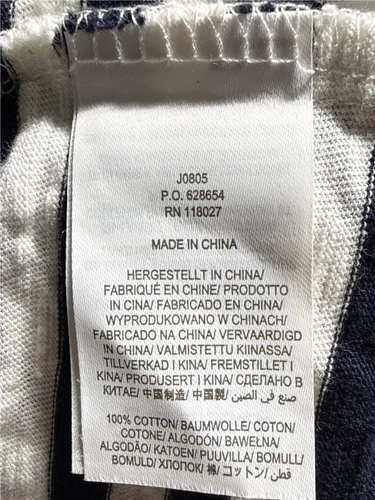 J0805
P.O. 628654
RN 118027
MADE IN CHINA
HERGESTELLT IN CHINA/
FABRIQUÉ EN CHINE/ PRODOTTO
IN CINA/ FABRICADO EN CHINA/
WYPRODUKOWANO W CHINACH/
FABRICADO NA CHINA/ VERVAARDIGD
IN CHINA/ VALMISTETTU KIINASSA/
TILLVERKAD I KINA/ FREMSTILLET I
KINA/ PRODUSERT I KINA/ СДЕЛАНО В
КИТАЕ/ 中国制造/ 中国製/ صنع في الصين/
100% COTTON/ BAUMWOLLE/ COTON/
COTONE/ ALGODÓN/ BAWEŁNA/
ALGODÃO/ KATOEN/ PUUVILLA/ BOMULL/
BOMULD/ ХЛОПОК/ 棉/ コットン/ قطن/